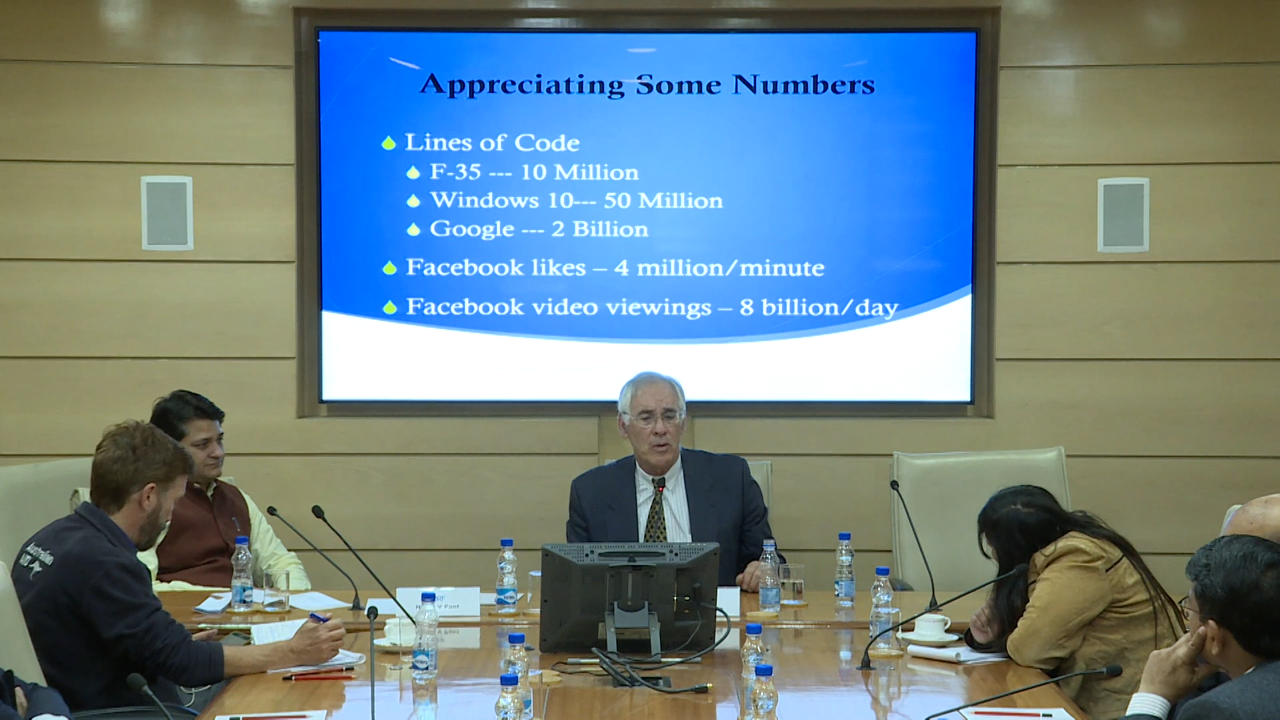 Appreciating Some Numbers
Lines of Code
F-35 --- 10 Million
Windows 10--- 50 Million
Google --- 2 Billion
Facebook likes – 4 million/minute
Facebook video viewings – 8 billion/day
Pant